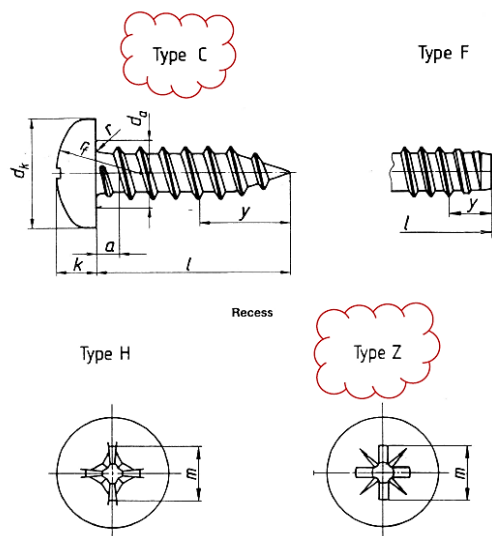 Type C
Type F
d_k
r_f
r
d_a
y
a
k
l
y
l
Recess
Type H
Type Z
m
m